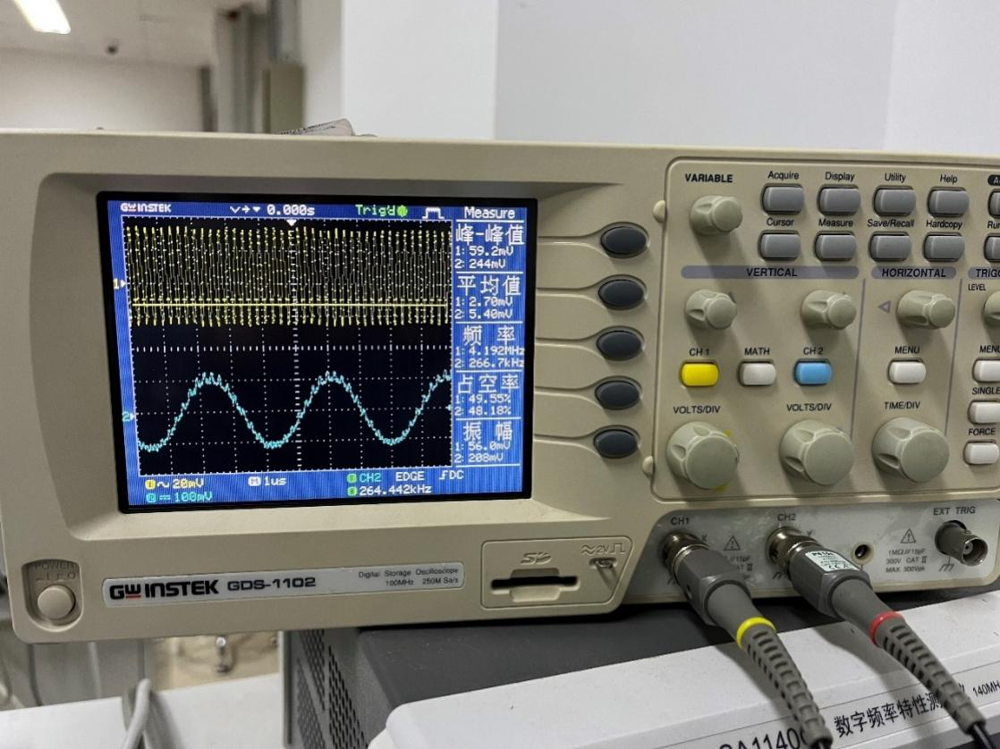 GW INSTEK
0.000s
Trig'd
Measure
峰-峰值
1: 59.2mV
2: 244mV
平均值
1: 2.70mV
2: 5.40mV
频 率
1: 4.192MHz
2: 266.7kHz
占空率
1: 49.55%
2: 48.18%
振 幅
1: 56.0mV
2: 208mV
1
2
1 ~ 20mV
M 1us
CH2 EDGE DC
2 100mV
264.442kHz
VARIABLE
Acquire
Display
Utility
Help
Cursor
Measure
Save/Recall
Hardcopy
VERTICAL
HORIZONTAL
LEVEL
CH 1
MATH
CH 2
MENU
VOLTS/DIV
VOLTS/DIV
TIME/DIV
SINGLE
FORCE
CH1
X
CH2
Y
EXT TRIG
1MΩ//15pF
300V CAT II
MAX. 300Vpk
POWER
GW INSTEK GDS-1102
Digital Storage Oscilloscope
100MHz 250M Sa/s
SD
≈2V
数字频率特性测
140MH